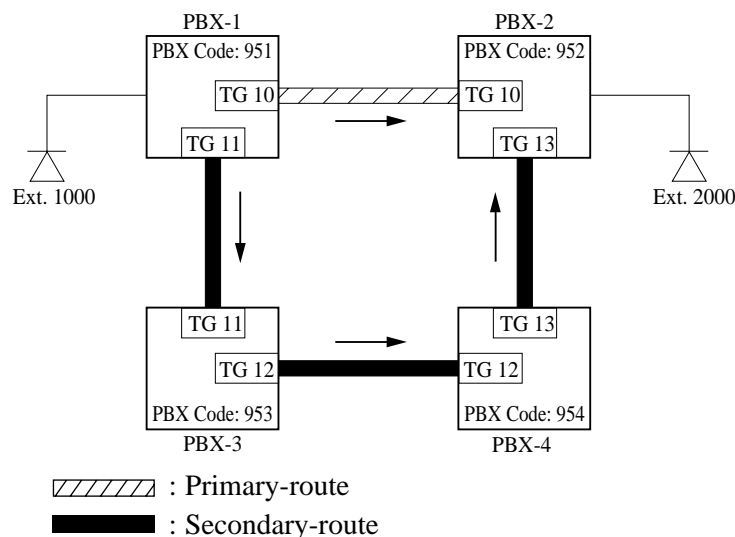 PBX-1
PBX-2
PBX Code: 951
PBX Code: 952
TG 10
TG 10
TG 11
TG 13
Ext. 1000
Ext. 2000
TG 11
TG 13
TG 12
TG 12
PBX Code: 953
PBX Code: 954
PBX-3
PBX-4
: Primary-route
: Secondary-route